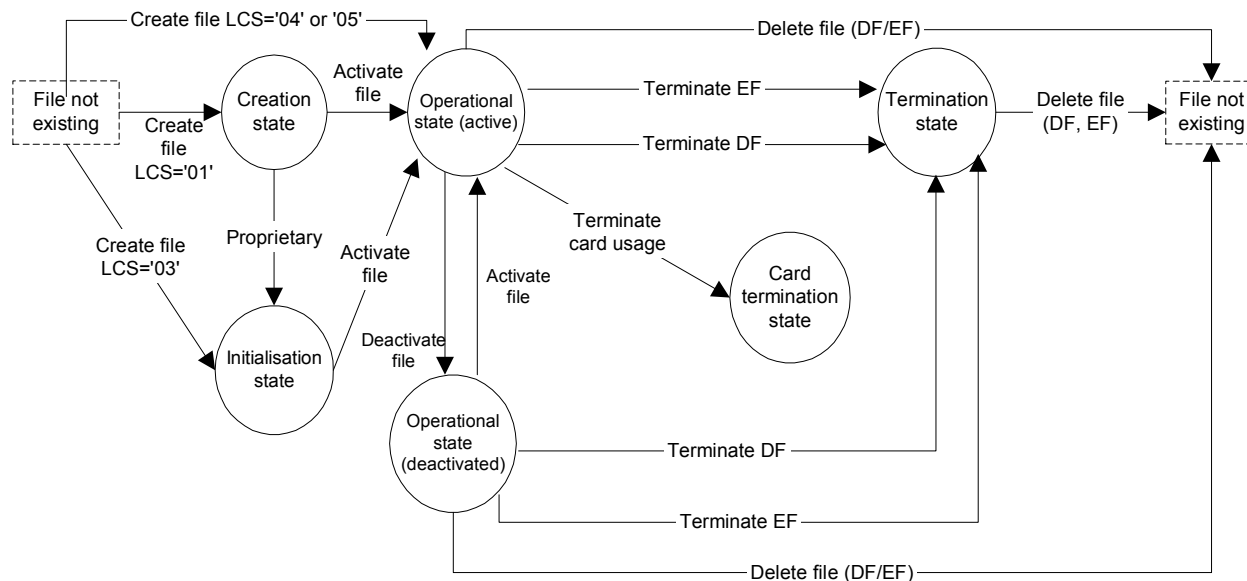 Create file LCS='04' or '05'
Delete file (DF/EF)
File not
existing
Create
file
LCS='01'
Creation
state
Activate
file
Operational
state (active)
Terminate EF
Terminate DF
Termination
state
Delete file
(DF, EF)
File not
existing
Create file
LCS='03'
Proprietary
Activate
file
Activate
file
Terminate
card usage
Card
termination
state
Initialisation
state
Deactivate
file
Operational
state
(deactivated)
Terminate DF
Terminate EF
Delete file (DF/EF)